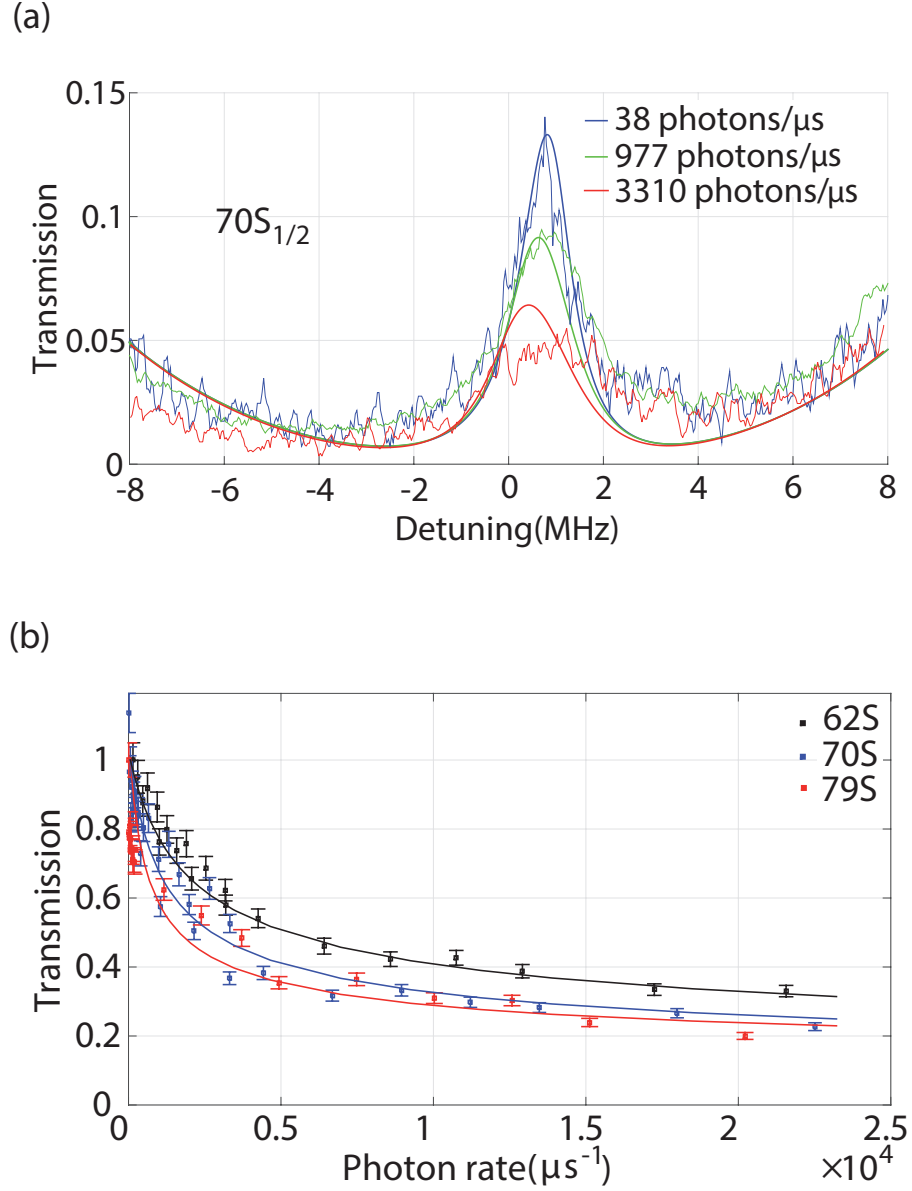 (a)
0.15
0.1
0.05
0
Transmission
70S1/2
38 photons/μs
977 photons/μs
3310 photons/μs
-8 -6 -4 -2 0 2 4 6 8
Detuning(MHz)
(b)
1
0.8
0.6
0.4
0.2
0
Transmission
62S
70S
79S
0 0.5 1 1.5 2 2.5
Photon rate(μs-1) ×10^4